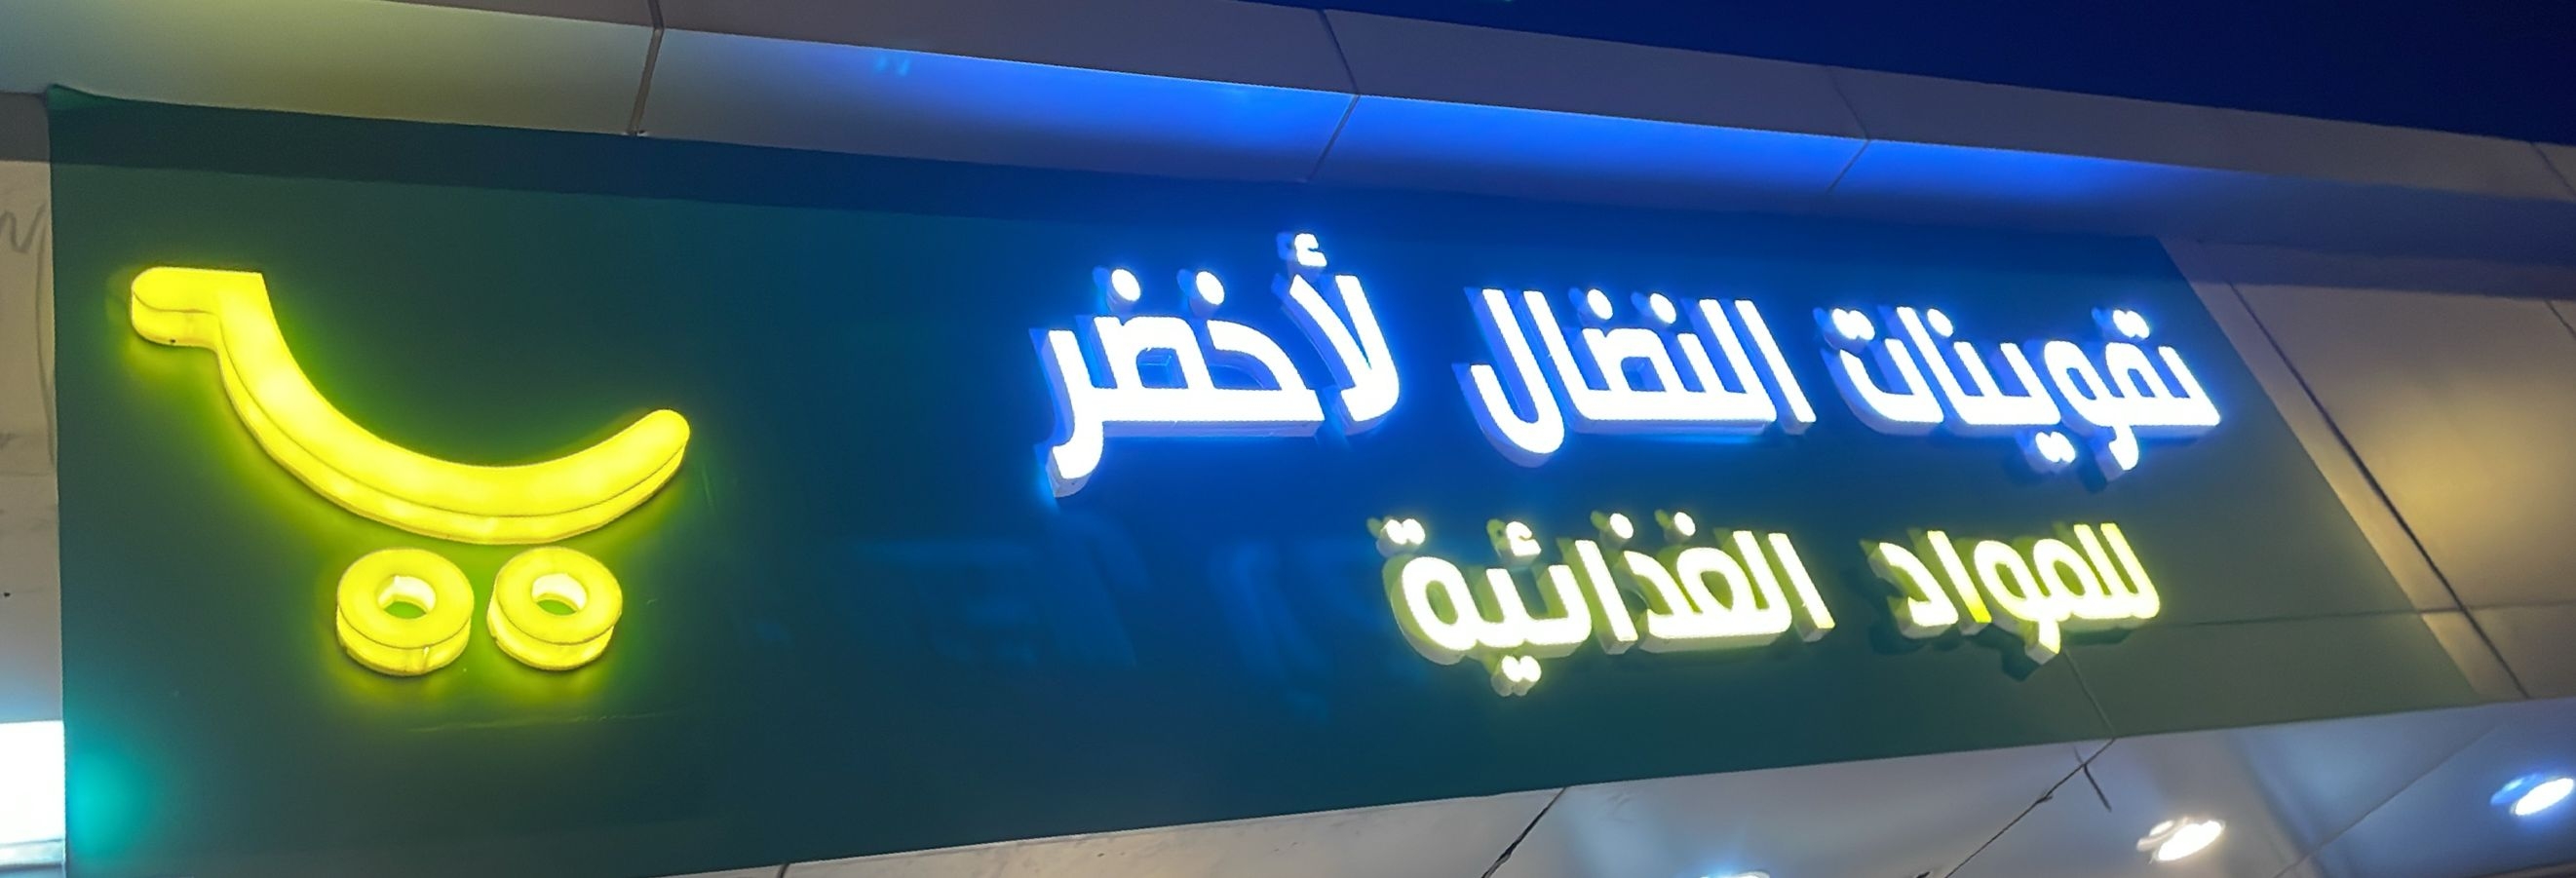 تموينات النضال لأخضر
للمواد الغذائية